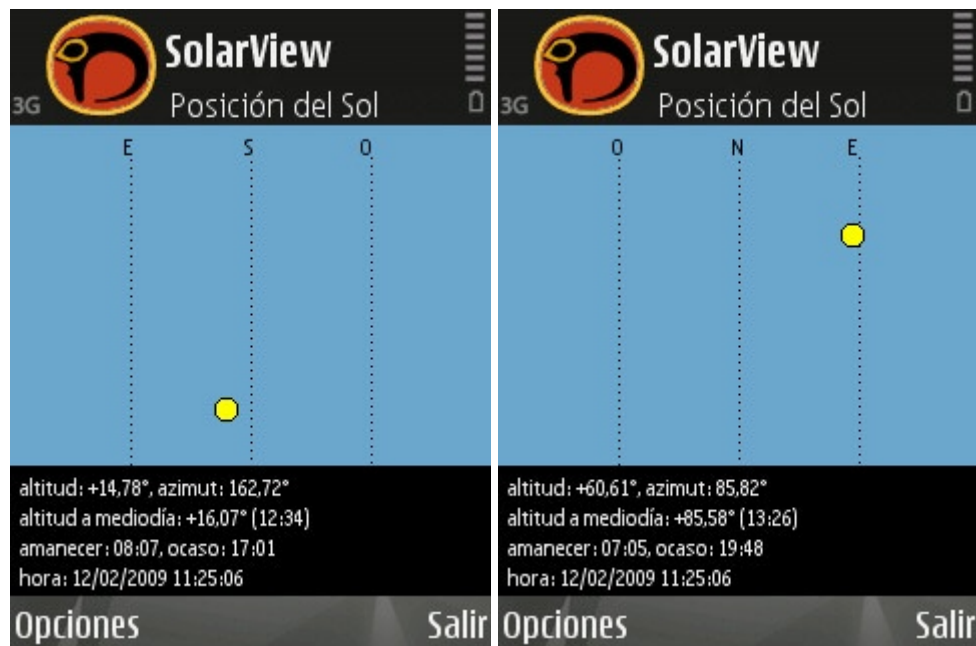 SolarView
Posición del Sol
3G
E S O
altitud: +14,78°, azimut: 162,72°
altitud a mediodía: +16,07° (12:34)
amanecer: 08:07, ocaso: 17:01
hora: 12/02/2009 11:25:06
Opciones Salir
SolarView
Posición del Sol
3G
O N E
altitud: +60,61°, azimut: 85,82°
altitud a mediodía: +85,58° (13:26)
amanecer: 07:05, ocaso: 19:48
hora: 12/02/2009 11:25:06
Opciones Salir